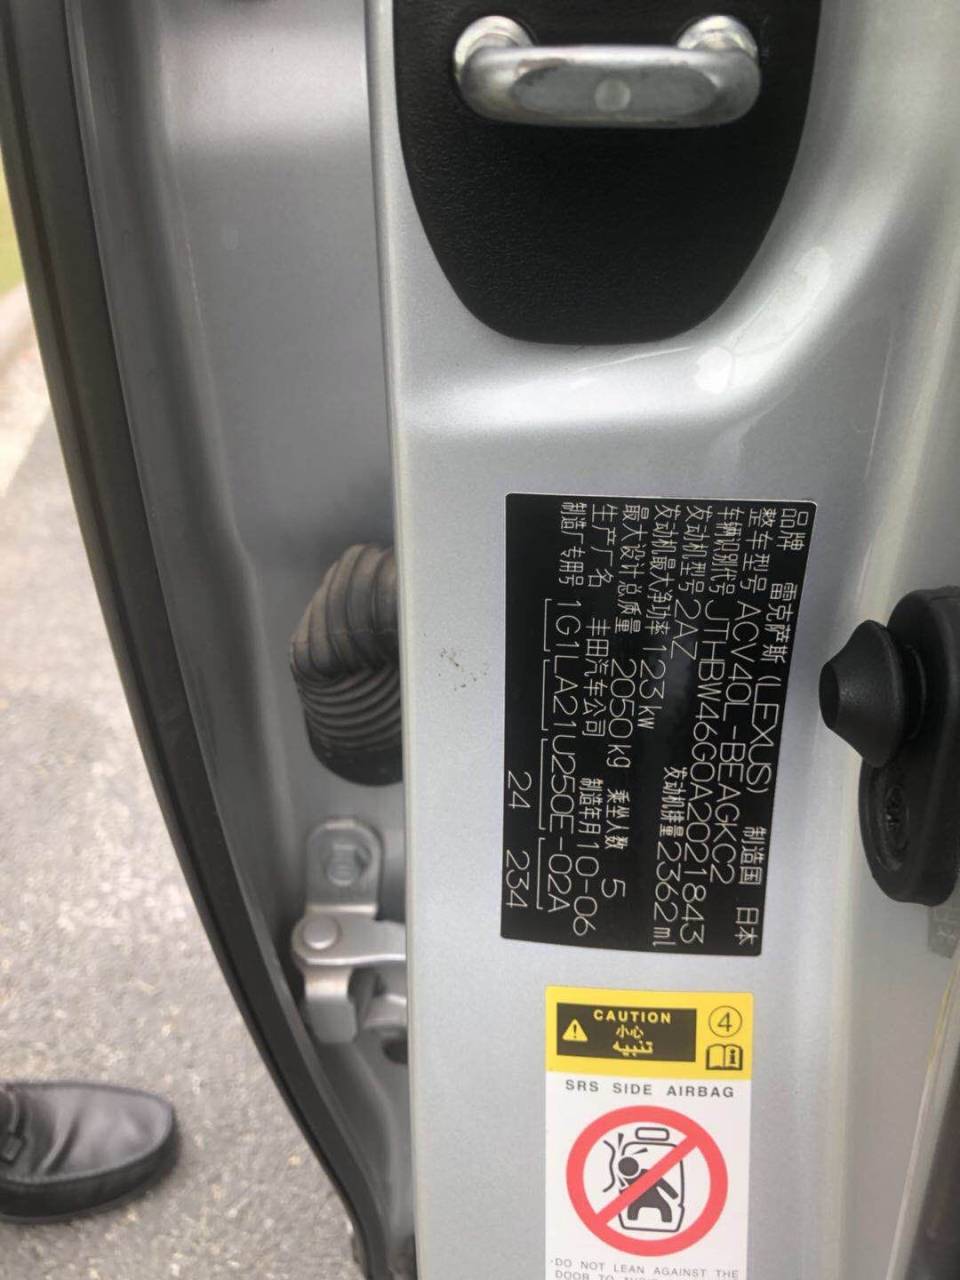 品牌 雷克萨斯(LEXUS) 制造国 日本
整车型号 ACV40L-BEAGKC2
车辆识别代号 JTHBW46G0A2021843
发动机型号 2AZ 发动机排量 2362ml
发动机最大净功率 123kw
最大设计总质量 2050kg 乘坐人数 5
生产厂名 丰田汽车公司 制造年月 10-06
制造厂专用号 1G1LA21U250E-02A
24 234
CAUTION
小心
تنبيه
4
SRS SIDE AIRBAG
·DO NOT LEAN AGAINST THE
DOOR TO